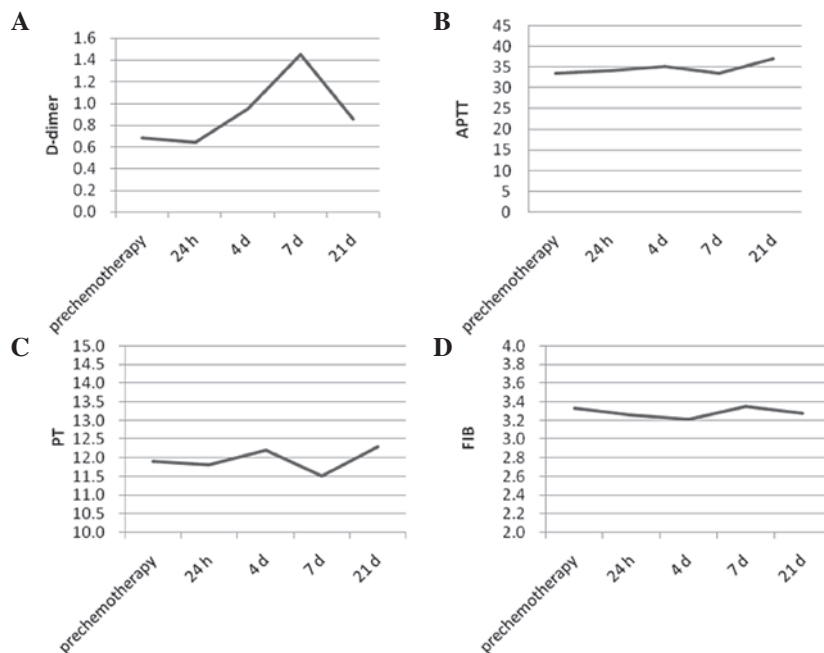 A
D-dimer
1.6
1.4
1.2
1.0
0.8
0.6
0.4
0.2
0.0
prechemotherapy
24 h
4 d
7 d
21 d
B
APTT
45
40
35
30
25
20
15
10
5
0
prechemotherapy
24 h
4 d
7 d
21 d
C
PT
15.0
14.5
14.0
13.5
13.0
12.5
12.0
11.5
11.0
10.5
10.0
prechemotherapy
24 h
4 d
7 d
21 d
D
FIB
4.0
3.8
3.6
3.4
3.2
3.0
2.8
2.6
2.4
2.2
2.0
prechemotherapy
24 h
4 d
7 d
21 d